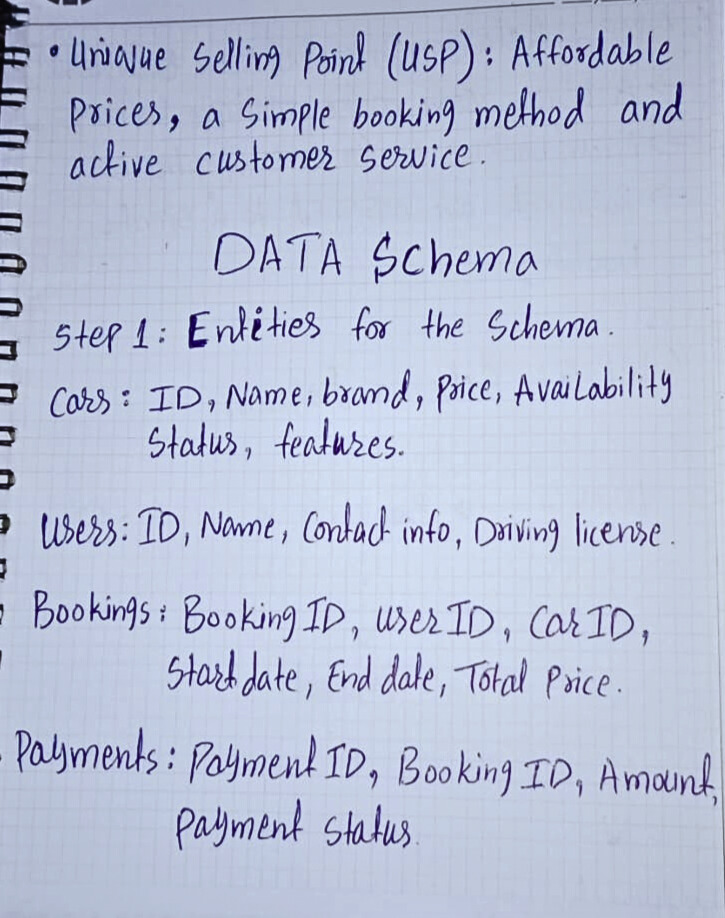 • Unique Selling Point (USP): Affordable
Prices, a Simple booking method and
active customer service.
DATA Schema
Step 1: Entities for the Schema.
Cars: ID, Name, brand, Price, Availability
Status, features.
Users: ID, Name, Contact info, Driving license.
Bookings: Booking ID, User ID, Car ID,
Start date, End date, Total Price.
Payments: Payment ID, Booking ID, Amount,
Payment Status.